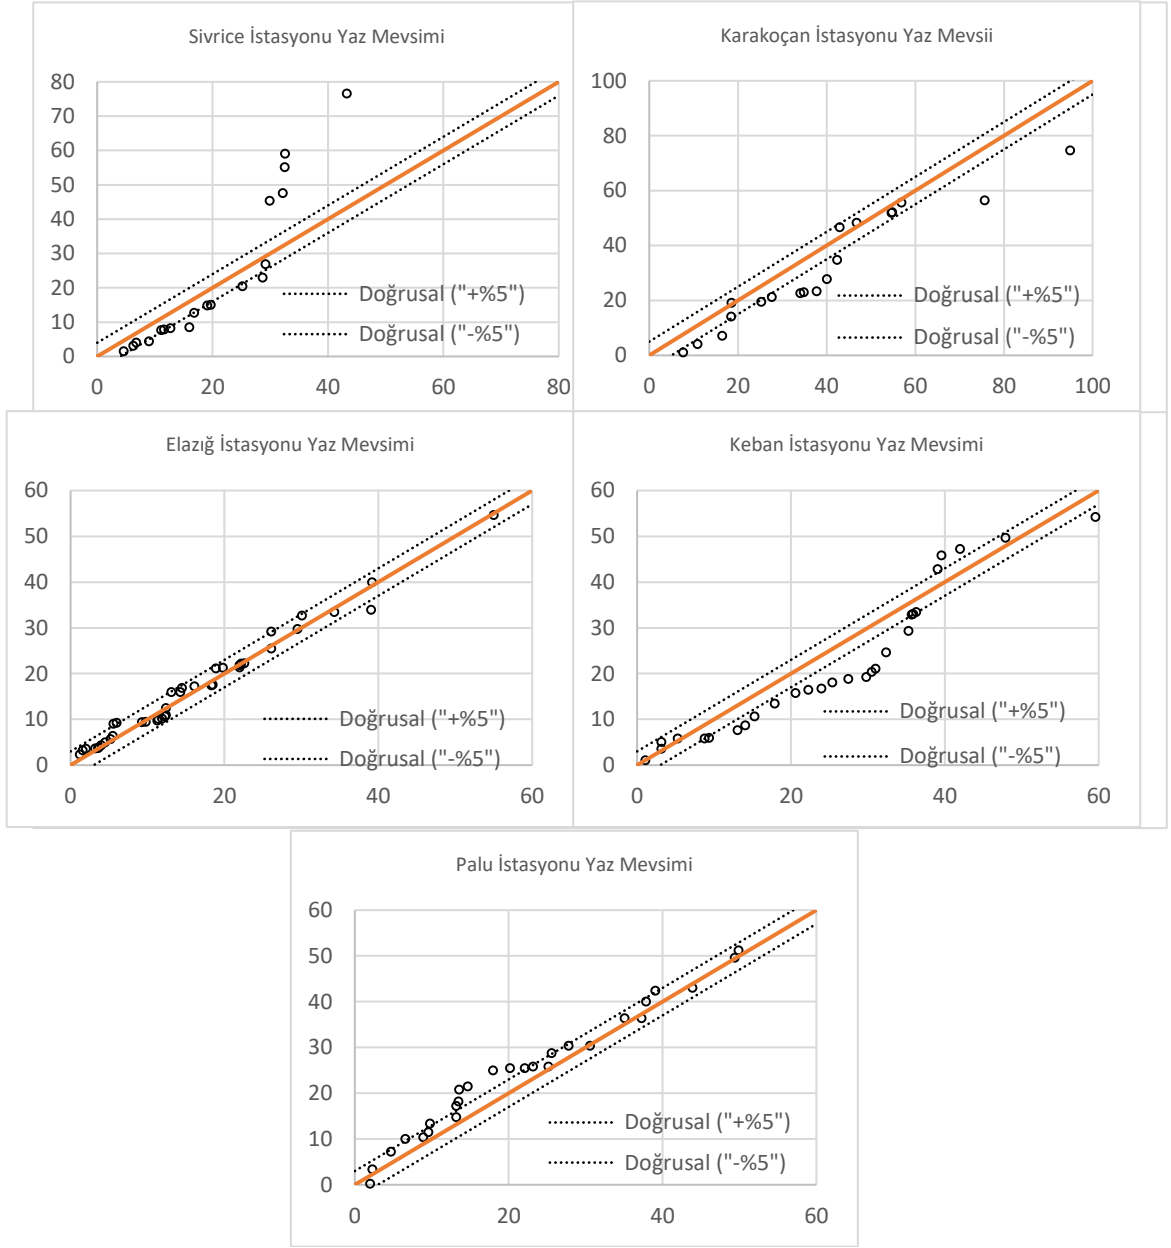 Sivrice İstasyonu Yaz Mevsimi
80
70
60
50
40
30
20
10
0
0 20 40 60 80
Doğrusal ("+%5")
Doğrusal ("-%5")
Karakoçan İstasyonu Yaz Mevsii
100
80
60
40
20
0
0 20 40 60 80 100
Doğrusal ("+%5")
Doğrusal ("-%5")
Elazığ İstasyonu Yaz Mevsimi
60
50
40
30
20
10
0
0 20 40 60
Doğrusal ("+%5")
Doğrusal ("-%5")
Keban İstasyonu Yaz Mevsimi
60
50
40
30
20
10
0
0 20 40 60
Doğrusal ("+%5")
Doğrusal ("-%5")
Palu İstasyonu Yaz Mevsimi
60
50
40
30
20
10
0
0 20 40 60
Doğrusal ("+%5")
Doğrusal ("-%5")